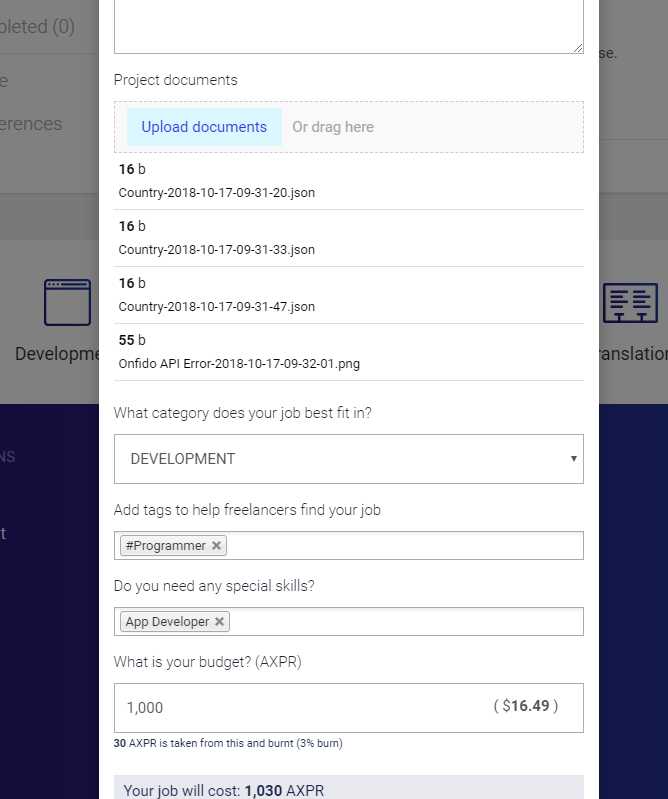 pleted (0)
se.
e
erences
Project documents
Upload documents
Or drag here
16 b
Country-2018-10-17-09-31-20.json
16 b
Country-2018-10-17-09-31-33.json
16 b
Country-2018-10-17-09-31-47.json
55 b
Onfido API Error-2018-10-17-09-32-01.png
Developme
ranslation
What category does your job best fit in?
DEVELOPMENT
NS
t
Add tags to help freelancers find your job
#Programmer ×
Do you need any special skills?
App Developer ×
What is your budget? (AXPR)
1,000
( $16.49 )
30 AXPR is taken from this and burnt (3% burn)
Your job will cost: 1,030 AXPR